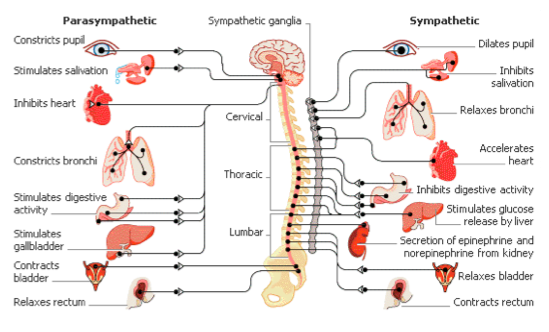 Parasympathetic
Sympathetic ganglia
Sympathetic
Constricts pupil
Stimulates salivation
Inhibits heart
Constricts bronchi
Stimulates digestive
activity
Stimulates
gallbladder
Contracts
bladder
Relaxes rectum
Cervical
Thoracic
Lumbar
Dilates pupil
Inhibits
salivation
Relaxes bronchi
Accelerates
heart
Inhibits digestive activity
Stimulates glucose
release by liver
Secretion of epinephrine and
norepinephrine from kidney
Relaxes bladder
Contracts rectum